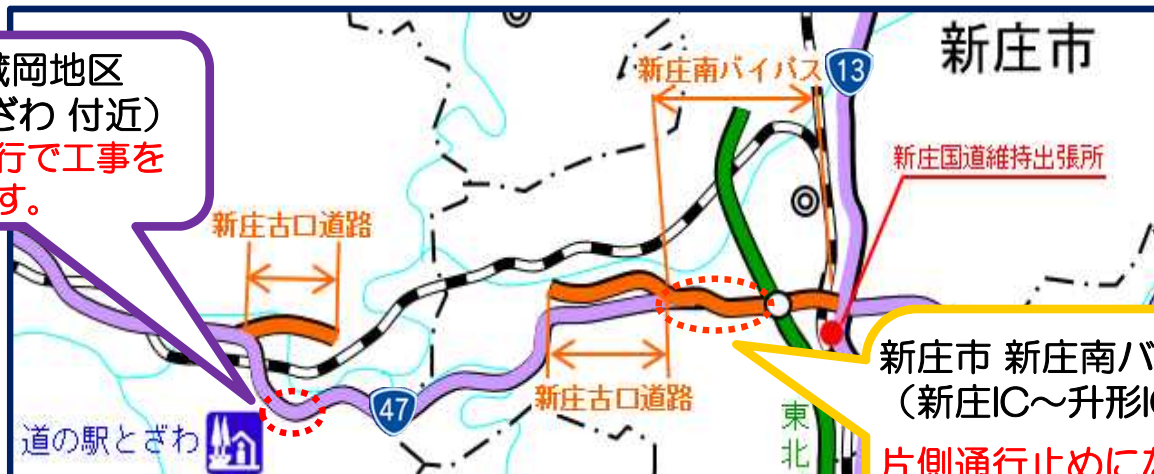 岡地区
ざわ 付近）
行で工事を
す。
新庄南バイパス
13
新庄市
新庄国道維持出張所
新庄古口道路
新庄古口道路
47
道の駅とざわ
新庄市 新庄南バ
（新庄IC～升形IC
片側通行止めにな
東北